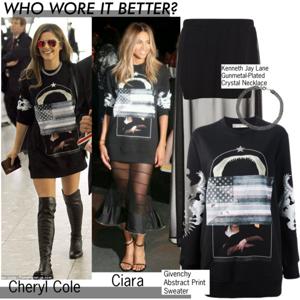 WHO WORE IT BETTER?
Kenneth Jay Lane
Gunmetal-Plated
Crystal Necklace
Cheryl Cole
Ciara
Givenchy
Abstract Print
Sweater